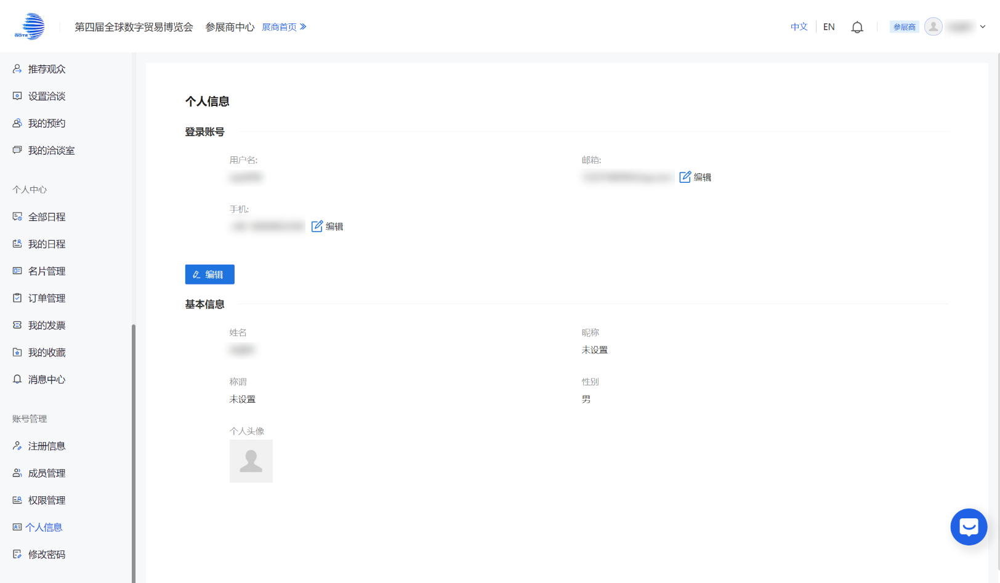 GDTE
第四届全球数字贸易博览会 参展商中心 展商首页
中文 EN 参展商
推荐观众
设置洽谈
我的预约
我的洽谈室
个人中心
全部日程
我的日程
名片管理
订单管理
我的发票
我的收藏
消息中心
账号管理
注册信息
成员管理
权限管理
个人信息
修改密码
个人信息
登录账号
用户名:
邮箱:
编辑
手机:
编辑
编辑
基本信息
姓名
昵称
未设置
称谓
未设置
性别
男
个人头像